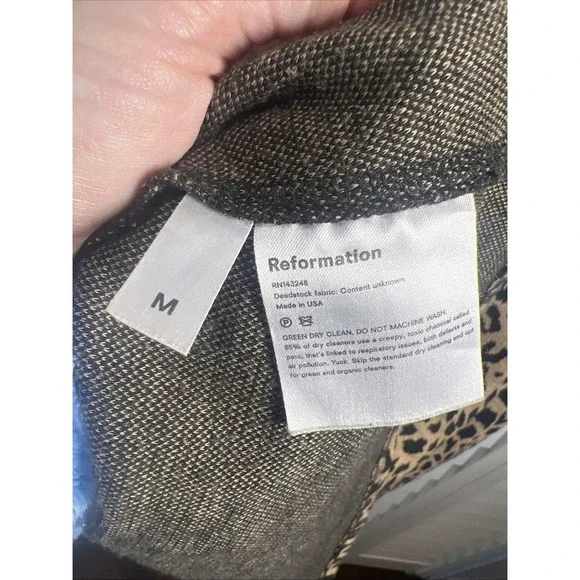 M
Reformation
RN143248
Deadstock fabric: Content unknown.
Made in USA
P
GREEN DRY CLEAN. DO NOT MACHINE WASH.
85% of dry cleaners use a creepy, toxic chemical called
perc, that's linked to respiratory issues, birth defects and
air pollution. Yuck. Skip the standard dry cleaning and opt
for green and organic cleaners.